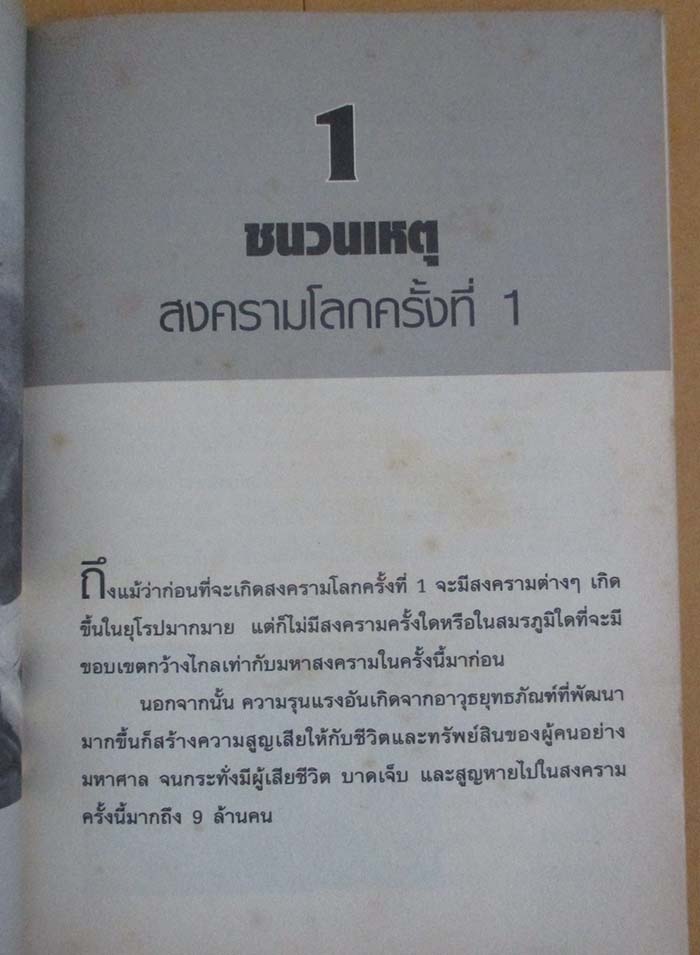 1
ชนวนเหตุ
สงครามโลกครั้งที่ 1
ถึงแม้ว่าก่อนที่จะเกิดสงครามโลกครั้งที่ 1 จะมีสงครามต่างๆ เกิด
ขึ้นในยุโรปมากมาย แต่ก็ไม่มีสงครามครั้งใดหรือในสมรภูมิใดที่จะมี
ขอบเขตกว้างไกลเท่ากับมหาสงครามในครั้งนี้มาก่อน
นอกจากนั้น ความรุนแรงอันเกิดจากอาวุธยุทธภัณฑ์ที่พัฒนา
มากขึ้นก็สร้างความสูญเสียให้กับชีวิตและทรัพย์สินของผู้คนอย่าง
มหาศาล จนกระทั่งมีผู้เสียชีวิต บาดเจ็บ และสูญหายไปในสงคราม
ครั้งนี้มากถึง 9 ล้านคน